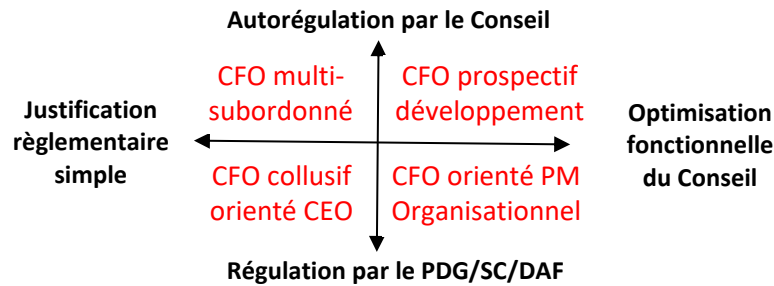 Autorégulation par le Conseil
CFO multi-
subordonné
CFO prospectif
développement
Justification
règlementaire
simple
Optimisation
fonctionnelle
du Conseil
CFO collusif
orienté CEO
CFO orienté PM
Organisationnel
Régulation par le PDG/SC/DAF